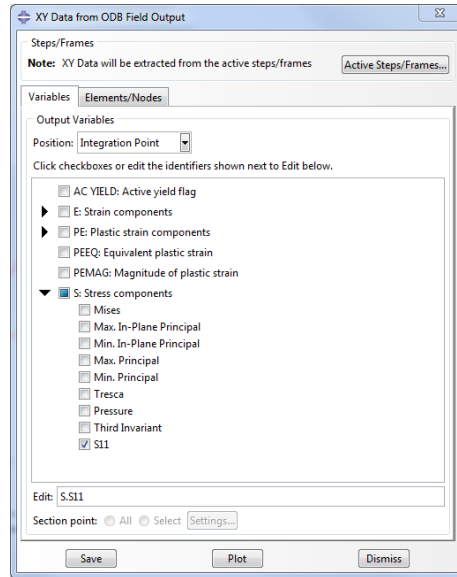 XY Data from ODB Field Output
Steps/Frames
Note: XY Data will be extracted from the active steps/frames Active Steps/Frames...
Variables Elements/Nodes
Output Variables
Position: Integration Point
Click checkboxes or edit the identifiers shown next to Edit below.
AC YIELD: Active yield flag
E: Strain components
PE: Plastic strain components
PEEQ: Equivalent plastic strain
PEMAG: Magnitude of plastic strain
S: Stress components
Mises
Max. In-Plane Principal
Min. In-Plane Principal
Max. Principal
Min. Principal
Tresca
Pressure
Third Invariant
S11
Edit: S.S11
Section point: All Select Settings...
Save Plot Dismiss